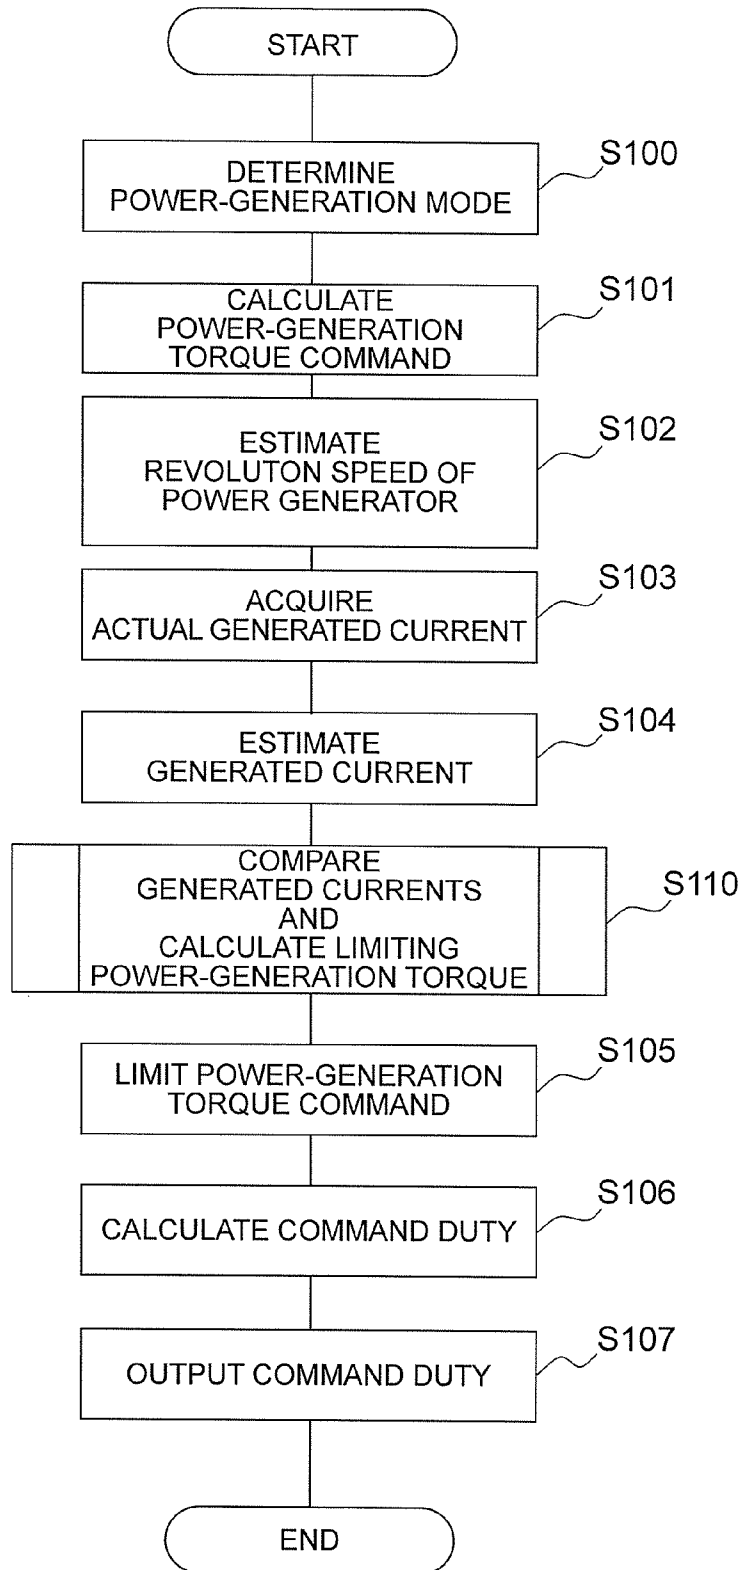 START
S100
DETERMINE
POWER-GENERATION MODE
S101
CALCULATE
POWER-GENERATION
TORQUE COMMAND
S102
ESTIMATE
REVOLUTON SPEED OF
POWER GENERATOR
S103
ACQUIRE
ACTUAL GENERATED CURRENT
S104
ESTIMATE
GENERATED CURRENT
COMPARE
GENERATED CURRENTS
AND
CALCULATE LIMITING
POWER-GENERATION TORQUE
S110
S105
LIMIT POWER-GENERATION
TORQUE COMMAND
S106
CALCULATE COMMAND DUTY
S107
OUTPUT COMMAND DUTY
END